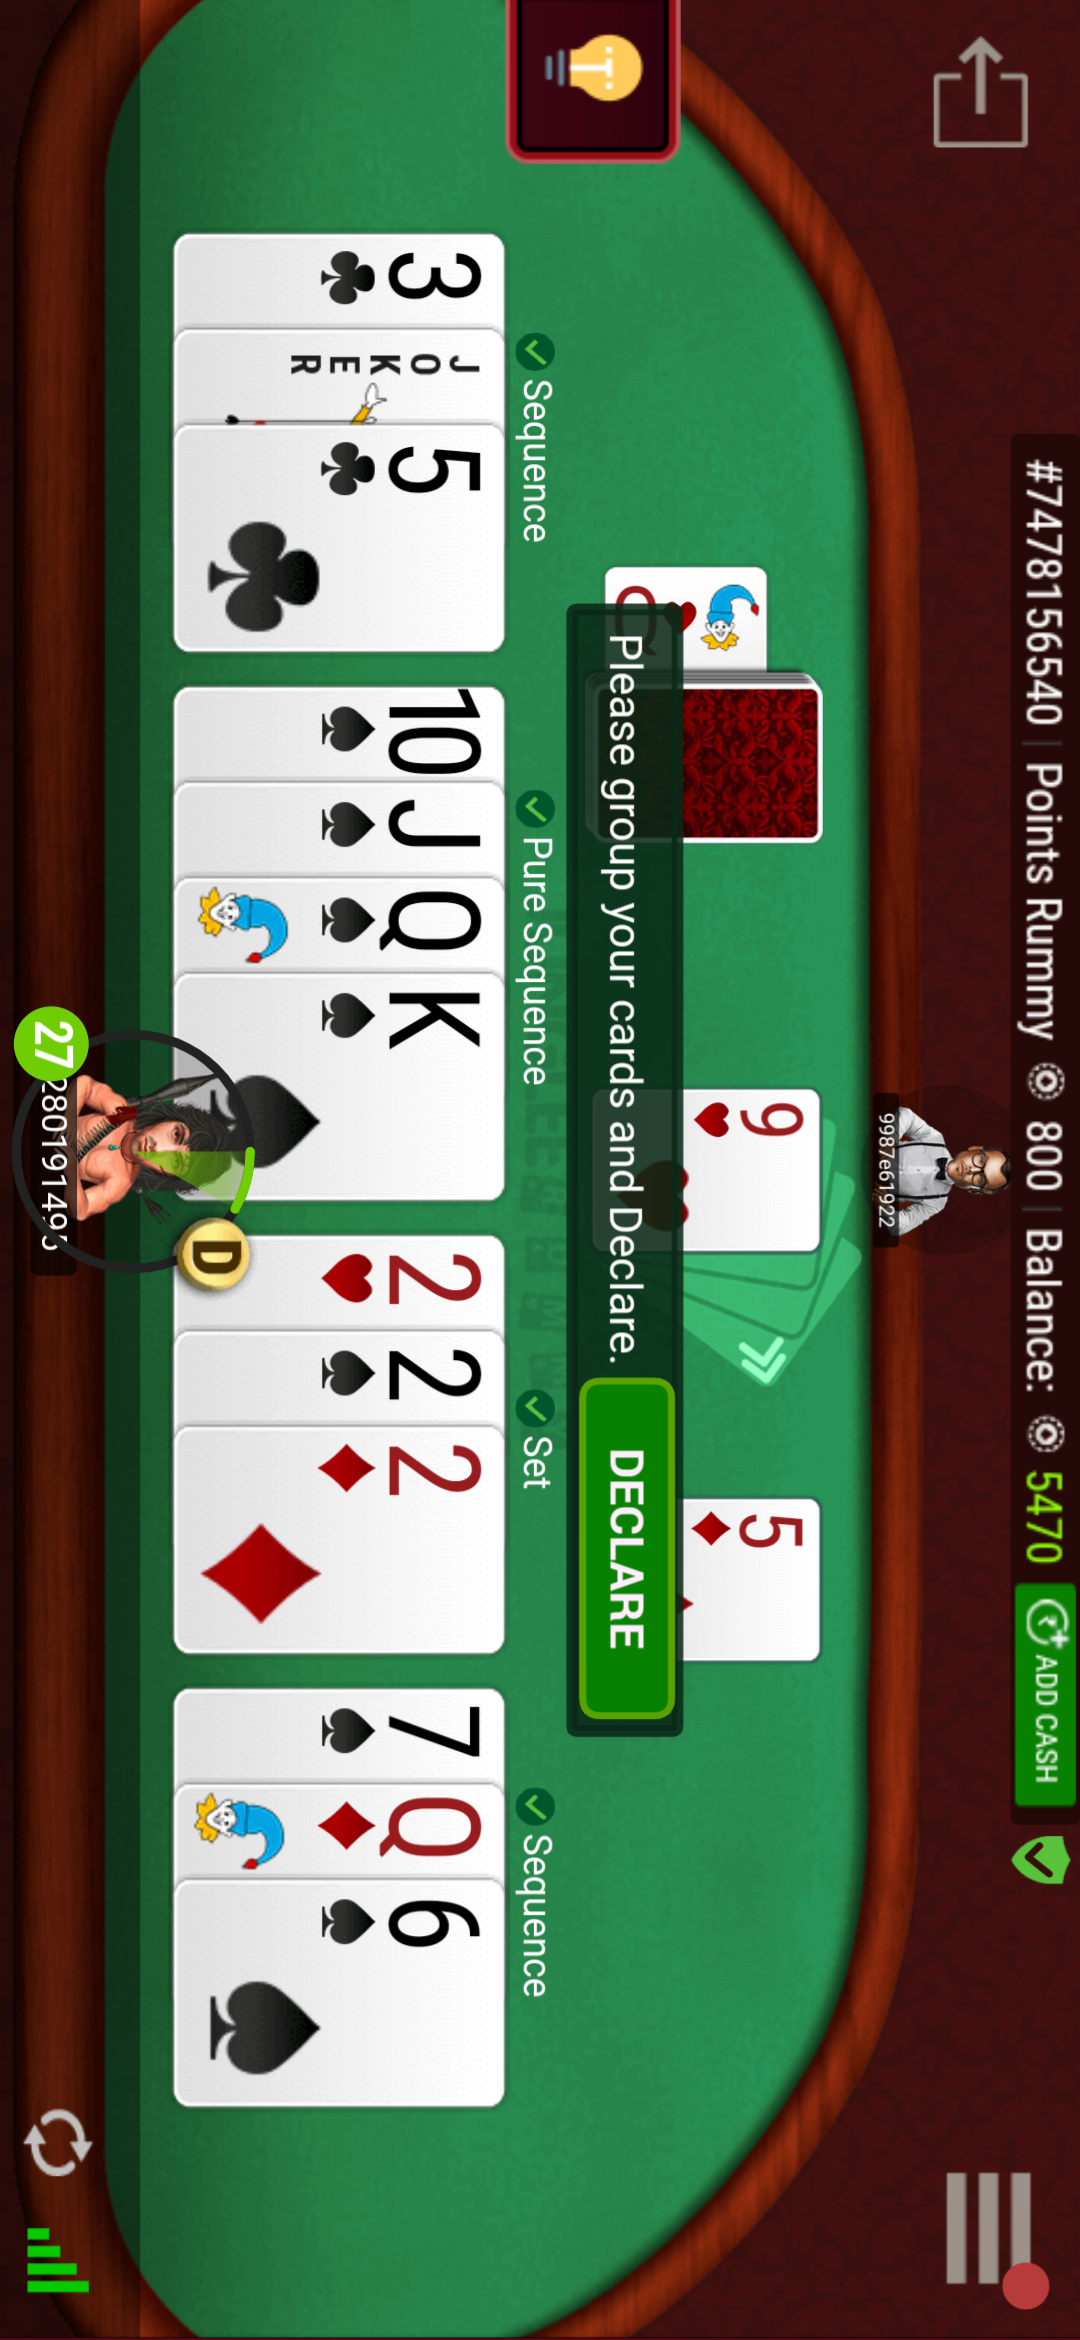 #7478156540 | Points Rummy 800 | Balance: 5470
ADD CASH
9987e61922
Q
9
5
Please group your cards and Declare.
DECLARE
Sequence
Pure Sequence
Set
Sequence
3
JOKER
5
10
J
Q
K
2
2
2
7
Q
6
D
27